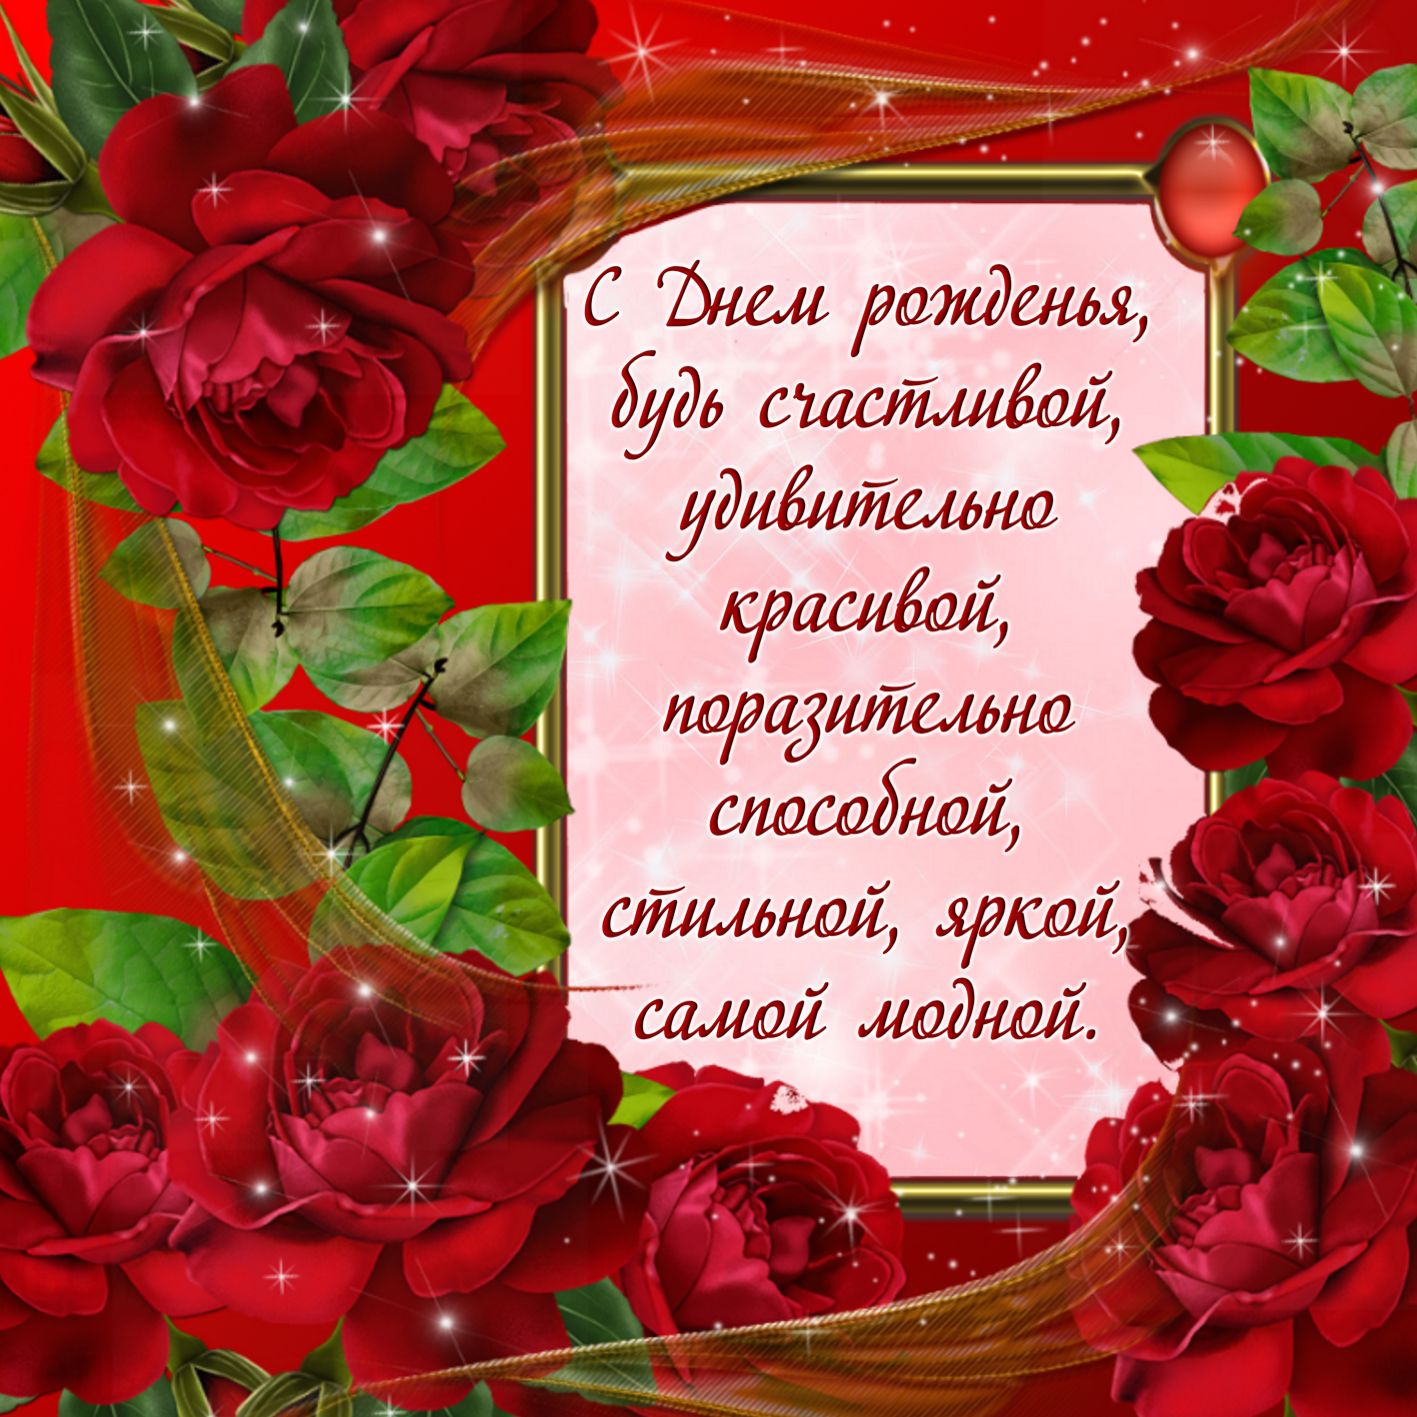 С Днем рожденья,
будь счастливой,
удивительно
красивой,
поразительно
способной,
стильной, яркой,
самой модной.